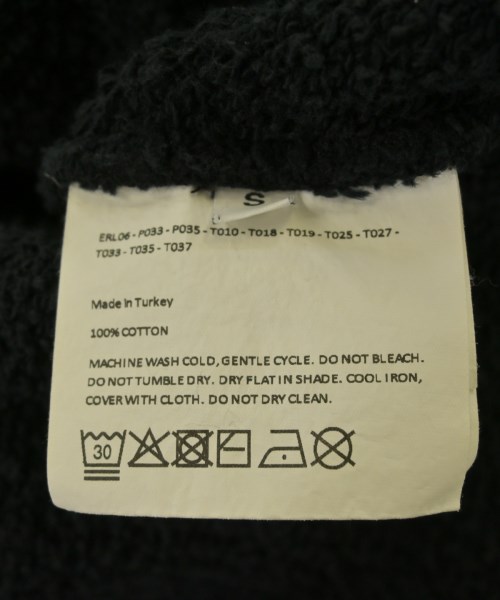 S
ERL06 - P033 - P035 - T010 - T018 - T019 - T025 - T027 -
T033 - T035 - T037
Made In Turkey
100% COTTON
MACHINE WASH COLD, GENTLE CYCLE. DO NOT BLEACH.
DO NOT TUMBLE DRY. DRY FLAT IN SHADE. COOL IRON,
COVER WITH CLOTH. DO NOT DRY CLEAN.
30